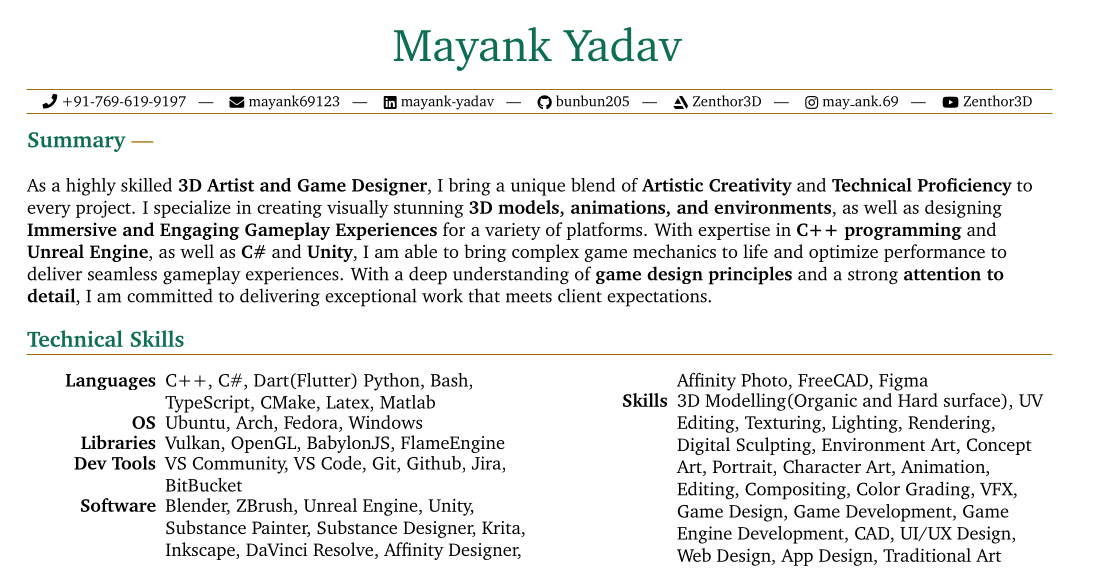 Mayank Yadav
+91-769-619-9197 — mayank69123 — mayank-yadav — bunbun205 — Zenthor3D — may_ank.69 — Zenthor3D
Summary —
As a highly skilled 3D Artist and Game Designer, I bring a unique blend of Artistic Creativity and Technical Proficiency to
every project. I specialize in creating visually stunning 3D models, animations, and environments, as well as designing
Immersive and Engaging Gameplay Experiences for a variety of platforms. With expertise in C++ programming and
Unreal Engine, as well as C# and Unity, I am able to bring complex game mechanics to life and optimize performance to
deliver seamless gameplay experiences. With a deep understanding of game design principles and a strong attention to
detail, I am committed to delivering exceptional work that meets client expectations.
Technical Skills
Languages C++, C#, Dart(Flutter) Python, Bash,
TypeScript, CMake, Latex, Matlab
OS Ubuntu, Arch, Fedora, Windows
Libraries Vulkan, OpenGL, BabylonJS, FlameEngine
Dev Tools VS Community, VS Code, Git, Github, Jira,
BitBucket
Software Blender, ZBrush, Unreal Engine, Unity,
Substance Painter, Substance Designer, Krita,
Inkscape, DaVinci Resolve, Affinity Designer,
Affinity Photo, FreeCAD, Figma
Skills 3D Modelling(Organic and Hard surface), UV
Editing, Texturing, Lighting, Rendering,
Digital Sculpting, Environment Art, Concept
Art, Portrait, Character Art, Animation,
Editing, Compositing, Color Grading, VFX,
Game Design, Game Development, Game
Engine Development, CAD, UI/UX Design,
Web Design, App Design, Traditional Art